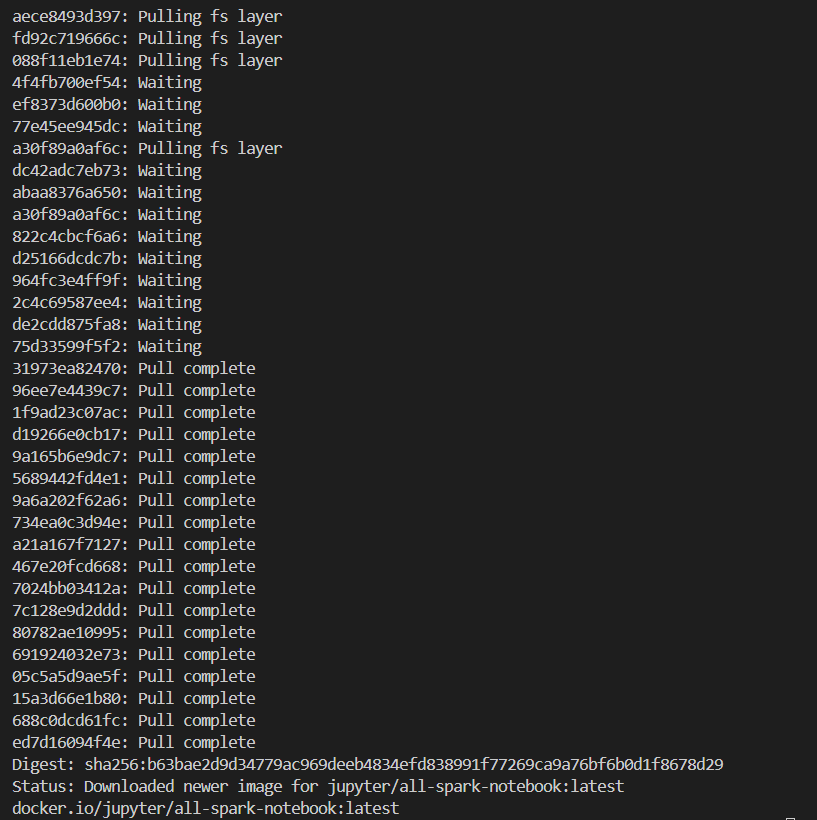 aece8493d397: Pulling fs layer
fd92c719666c: Pulling fs layer
088f11eb1e74: Pulling fs layer
4f4fb700ef54: Waiting
ef8373d600b0: Waiting
77e45ee945dc: Waiting
a30f89a0af6c: Pulling fs layer
dc42adc7eb73: Waiting
abaa8376a650: Waiting
a30f89a0af6c: Waiting
822c4cbcf6a6: Waiting
d25166dcdc7b: Waiting
964fc3e4ff9f: Waiting
2c4c69587ee4: Waiting
de2cdd875fa8: Waiting
75d33599f5f2: Waiting
31973ea82470: Pull complete
96ee7e4439c7: Pull complete
1f9ad23c07ac: Pull complete
d19266e0cb17: Pull complete
9a165b6e9dc7: Pull complete
5689442fd4e1: Pull complete
9a6a202f62a6: Pull complete
734ea0c3d94e: Pull complete
a21a167f7127: Pull complete
467e20fcd668: Pull complete
7024bb03412a: Pull complete
7c128e9d2ddd: Pull complete
80782ae10995: Pull complete
691924032e73: Pull complete
05c5a5d9ae5f: Pull complete
15a3d66e1b80: Pull complete
688c0dcd61fc: Pull complete
ed7d16094f4e: Pull complete
Digest: sha256:b63bae2d9d34779ac969deeb4834efd838991f77269ca9a76bf6b0d1f8678d29
Status: Downloaded newer image for jupyter/all-spark-notebook:latest
docker.io/jupyter/all-spark-notebook:latest